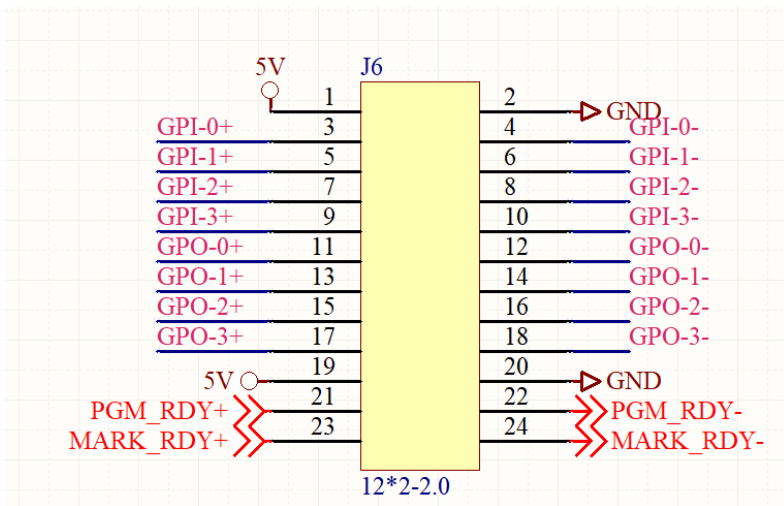 5V J6
1 2 GND
GPI-0+ 3 4 GPI-0-
GPI-1+ 5 6 GPI-1-
GPI-2+ 7 8 GPI-2-
GPI-3+ 9 10 GPI-3-
GPO-0+ 11 12 GPO-0-
GPO-1+ 13 14 GPO-1-
GPO-2+ 15 16 GPO-2-
GPO-3+ 17 18 GPO-3-
5V 19 20 GND
PGM_RDY+ 21 22 PGM_RDY-
MARK_RDY+ 23 24 MARK_RDY-
12*2-2.0